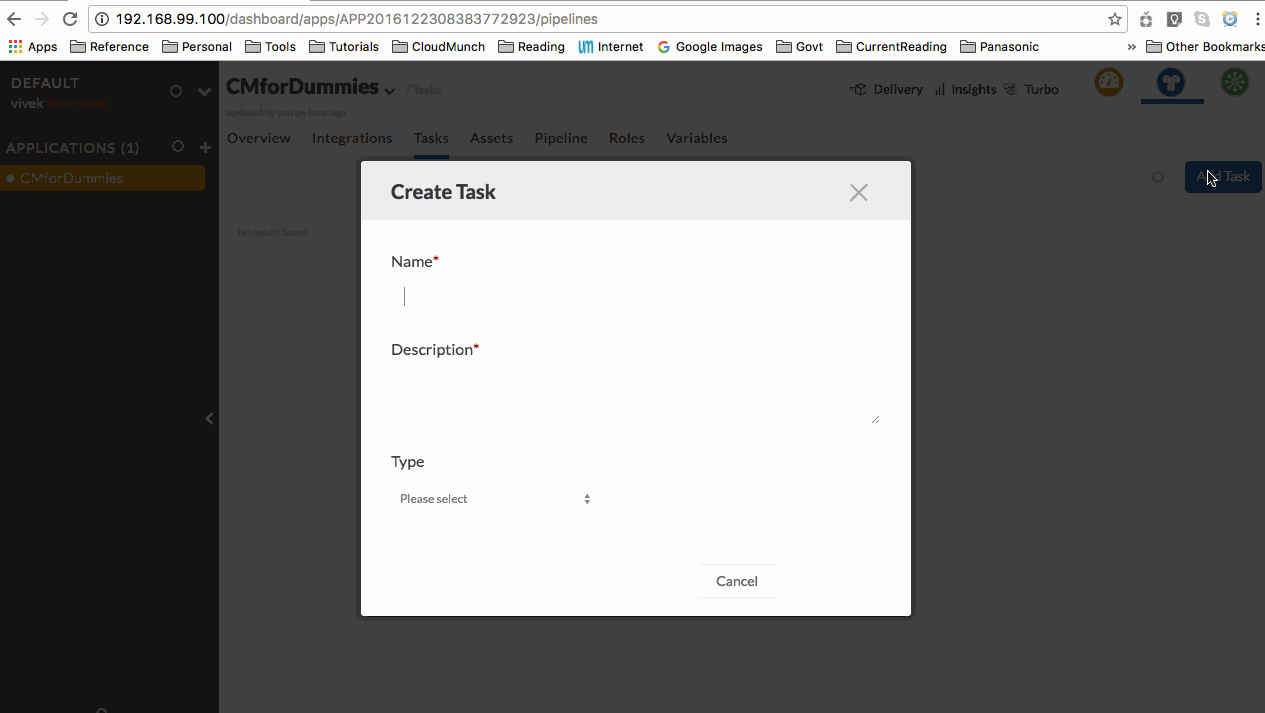 192.168.99.100/dashboard/apps/APP2016122308383772923/pipelines
Apps Reference Personal Tools Tutorials CloudMunch Reading Internet Google Images Govt CurrentReading Panasonic » Other Bookmarks
DEFAULT
vivek
APPLICATIONS (1)
CMforDummies
CMforDummies / Tasks
updated by you an hour ago
Delivery Insights Turbo
Overview Integrations Tasks Assets Pipeline Roles Variables
Add Task
No results found
Create Task
Name*
Description*
Type
Please select
Cancel